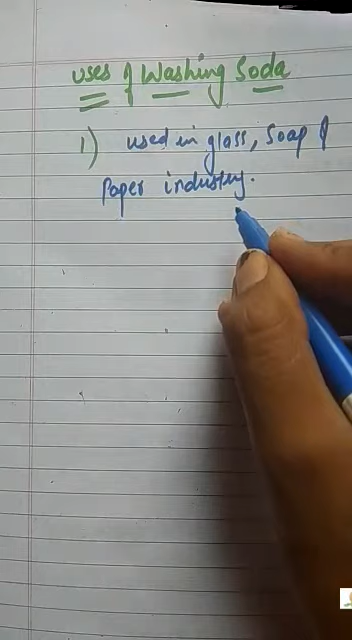 uses of Washing Soda
1) used in glass, Soap &
Paper industry.